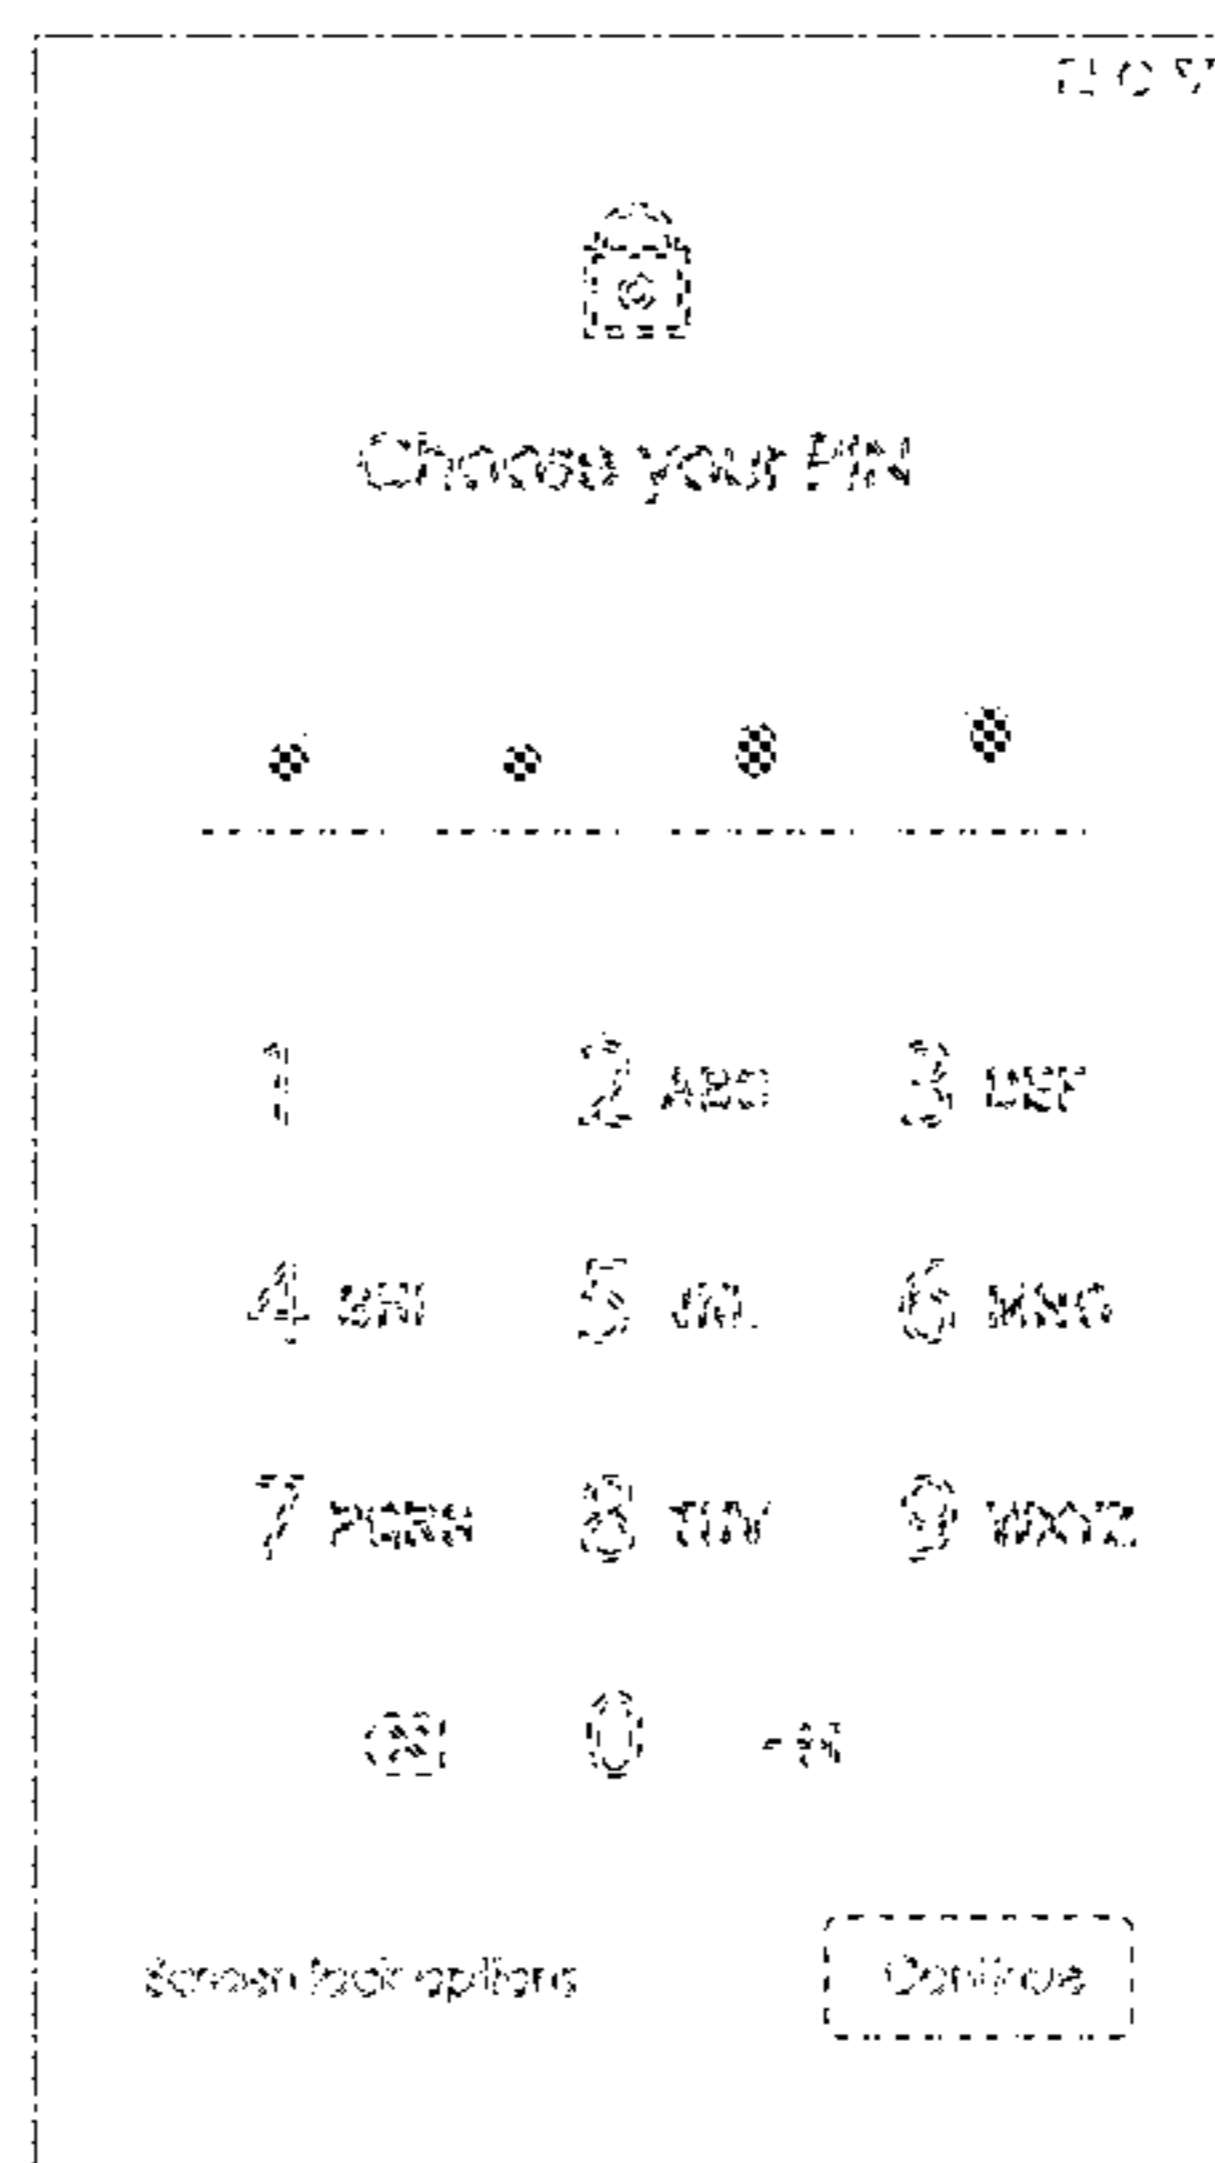 Choose your PIN
1 2 ABC 3 DEF
4 GHI 5 JKL 6 MNO
7 PQRS 8 TUV 9 WXYZ
0
Screen lock options Continue